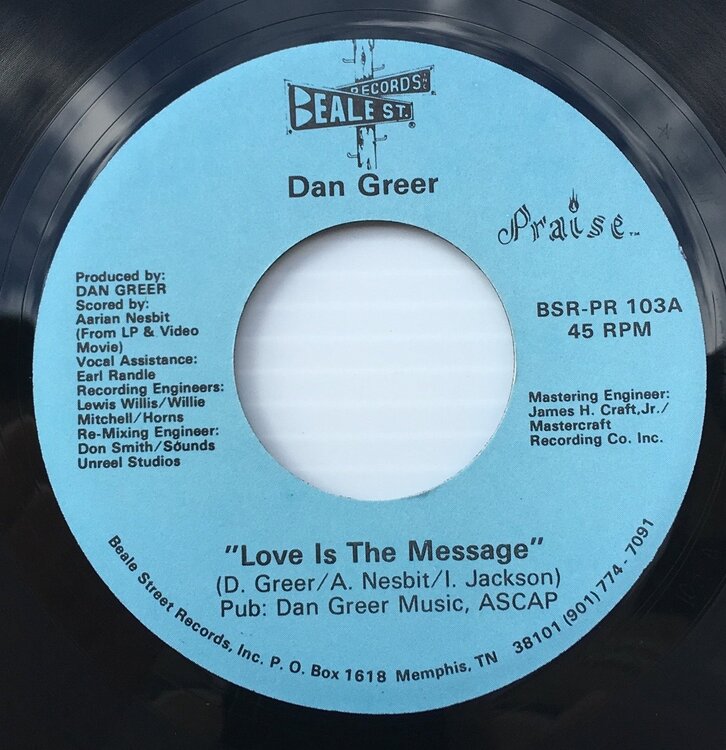 RECORDS INC.
BEALE ST.
Dan Greer
Praise™
Produced by:
DAN GREER
Scored by:
Aarian Nesbit
(From LP & Video
Movie)
Vocal Assistance:
Earl Randle
Recording Engineers:
Lewis Willis/Willie
Mitchell/Horns
Re-Mixing Engineer:
Don Smith/Sounds
Unreel Studios
BSR-PR 103A
45 RPM
Mastering Engineer:
James H. Craft,Jr./
Mastercraft
Recording Co. Inc.
"Love Is The Message"
(D. Greer/A. Nesbit/I. Jackson)
Pub: Dan Greer Music, ASCAP
Beale Street Records, Inc. P. O. Box 1618 Memphis, TN 38101 (901) 774-7091